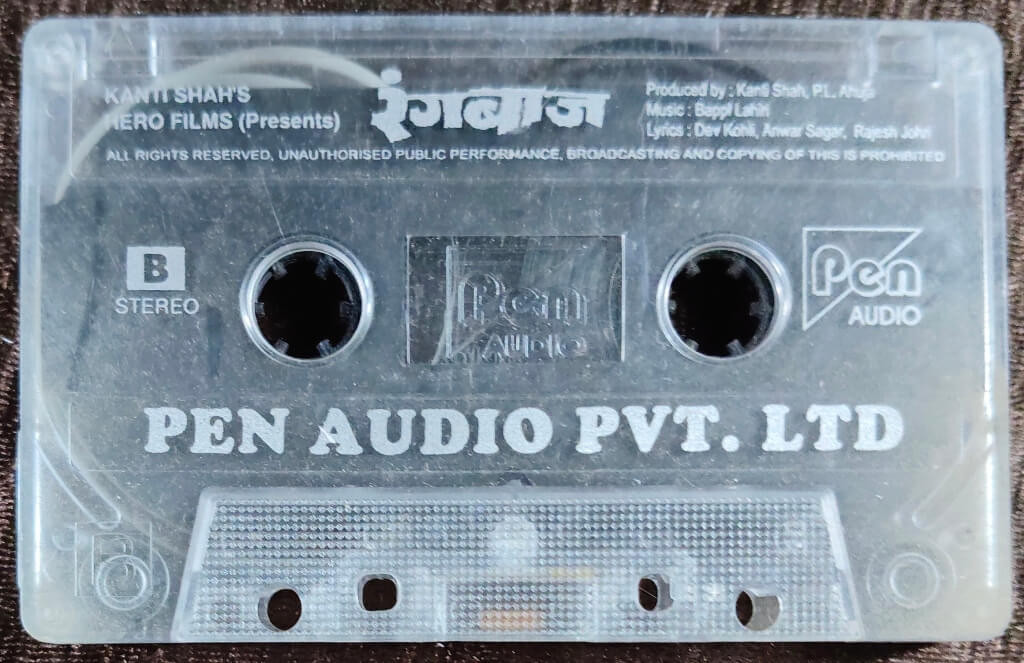 KANTI SHAH'S
HERO FILMS (Presents)
रंगबाज
Produced by : Kanti Shah, P.L. Ahuja
Music : Bappi Lahiri
Lyrics : Dev Kohli, Anwar Sagar, Rajesh Johri
ALL RIGHTS RESERVED, UNAUTHORISED PUBLIC PERFORMANCE, BROADCASTING AND COPYING OF THIS IS PROHIBITED
B
STEREO
Pen
AUDIO
Pen
AUDIO
PEN AUDIO PVT. LTD
B